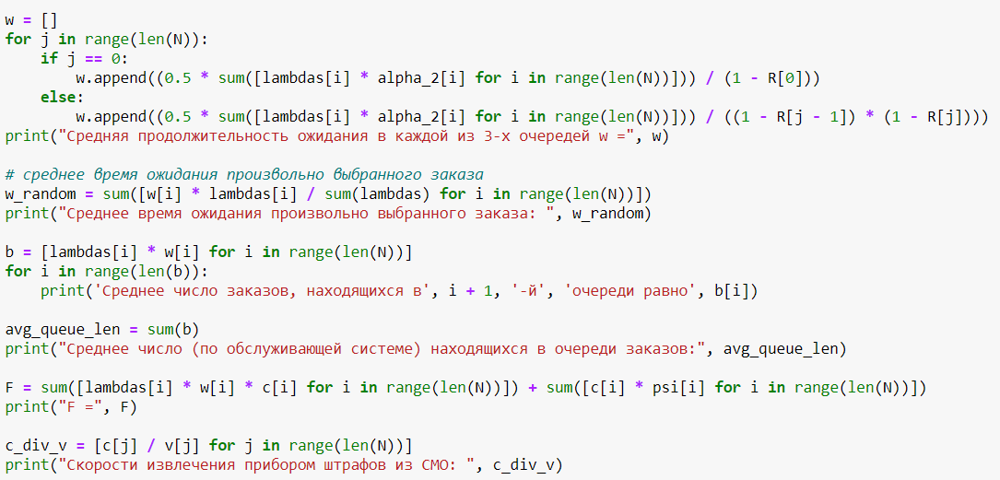 w = []
for j in range(len(N)):
    if j == 0:
        w.append((0.5 * sum([lambdas[i] * alpha_2[i] for i in range(len(N))])) / (1 - R[0]))
    else:
        w.append((0.5 * sum([lambdas[i] * alpha_2[i] for i in range(len(N))])) / ((1 - R[j - 1]) * (1 - R[j])))
print("Средняя продолжительность ожидания в каждой из 3-х очередей w =", w)

# среднее время ожидания произвольно выбранного заказа
w_random = sum([w[i] * lambdas[i] / sum(lambdas) for i in range(len(N))])
print("Среднее время ожидания произвольно выбранного заказа: ", w_random)

b = [lambdas[i] * w[i] for i in range(len(N))]
for i in range(len(b)):
    print('Среднее число заказов, находящихся в', i + 1, '-й', 'очереди равно', b[i])

avg_queue_len = sum(b)
print("Среднее число (по обслуживающей системе) находящихся в очереди заказов:", avg_queue_len)

F = sum([lambdas[i] * w[i] * c[i] for i in range(len(N))]) + sum([c[i] * psi[i] for i in range(len(N))])
print("F =", F)

c_div_v = [c[j] / v[j] for j in range(len(N))]
print("Скорости извлечения прибором штрафов из СМО: ", c_div_v)